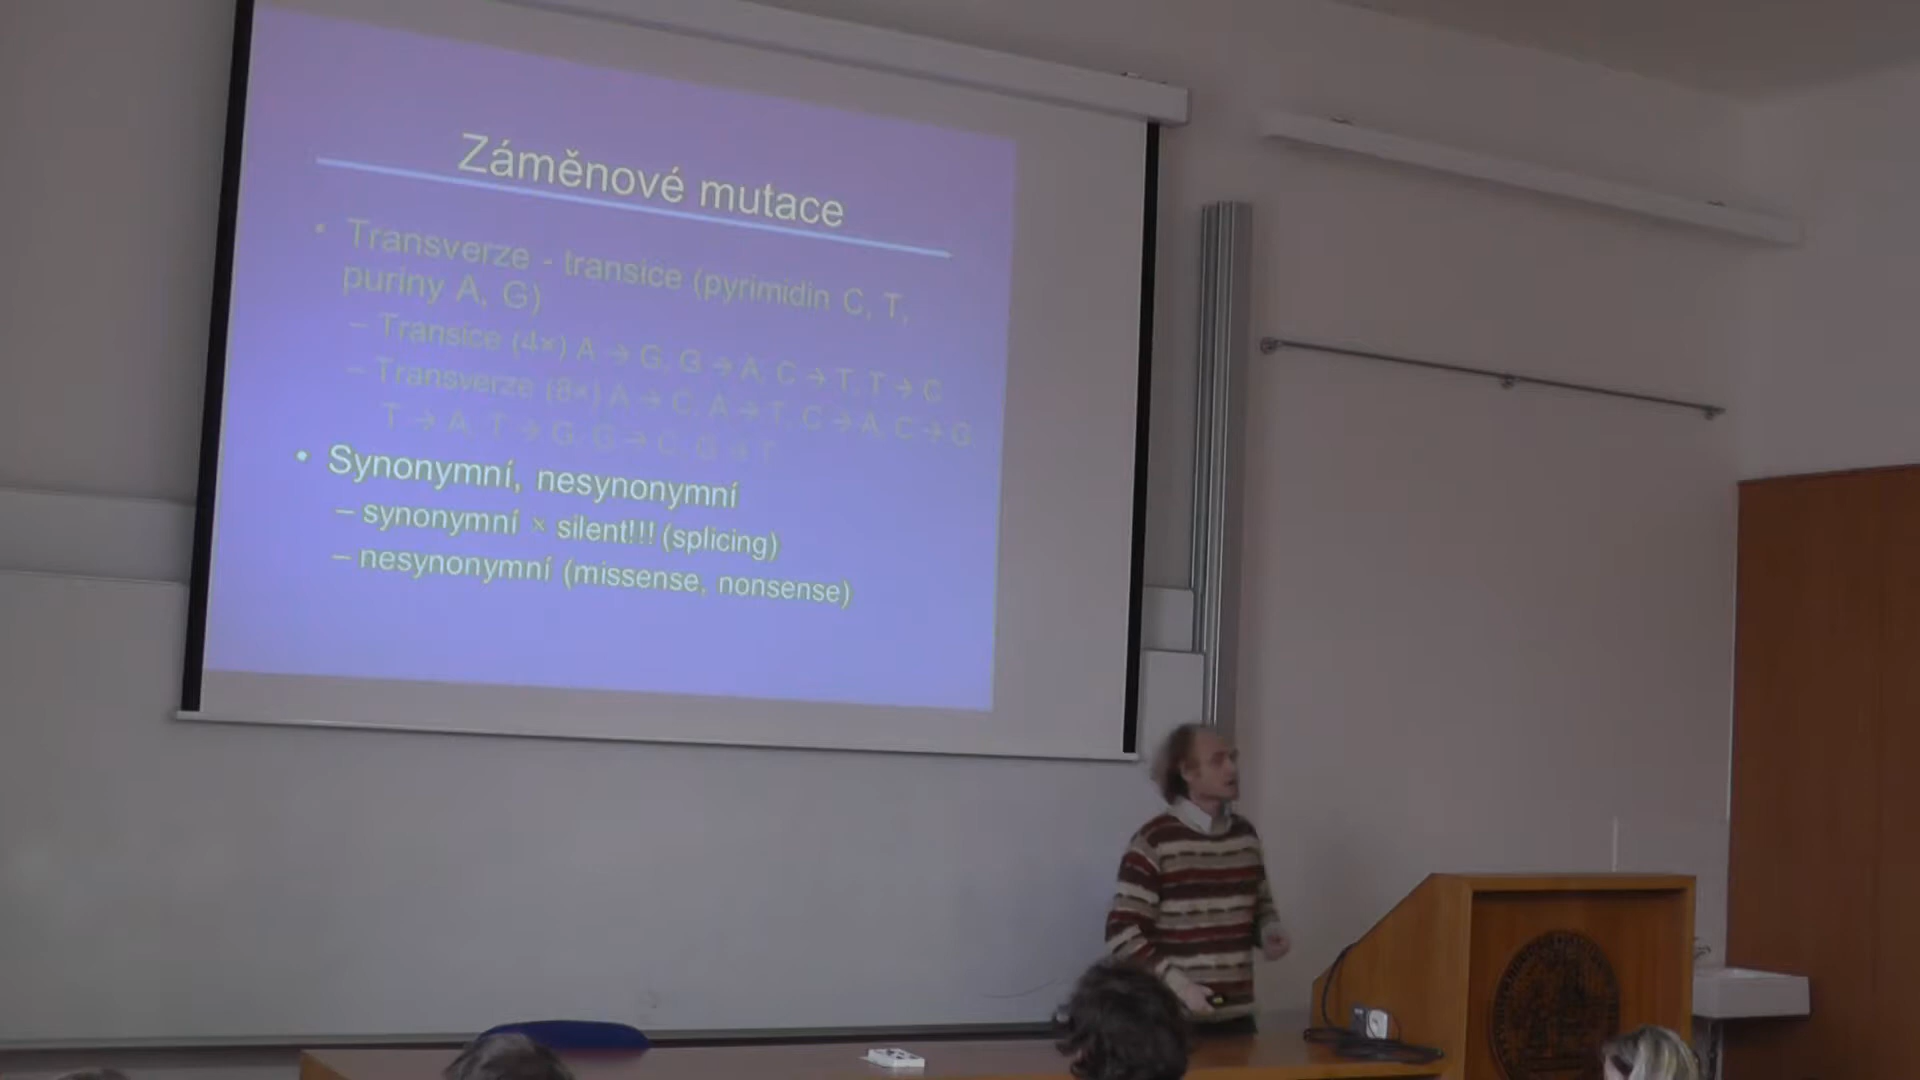 Záměnové mutace
• Transverze - transice (pyrimidin C, T,
puriny A, G)
– Transice (4×) A → G, G → A, C → T, T → C
– Transverze (8×) A → C, A → T, C → A, C → G,
T → A, T → G, G → C, G → T
• Synonymní, nesynonymní
– synonymní × silent!!! (splicing)
– nesynonymní (missense, nonsense)